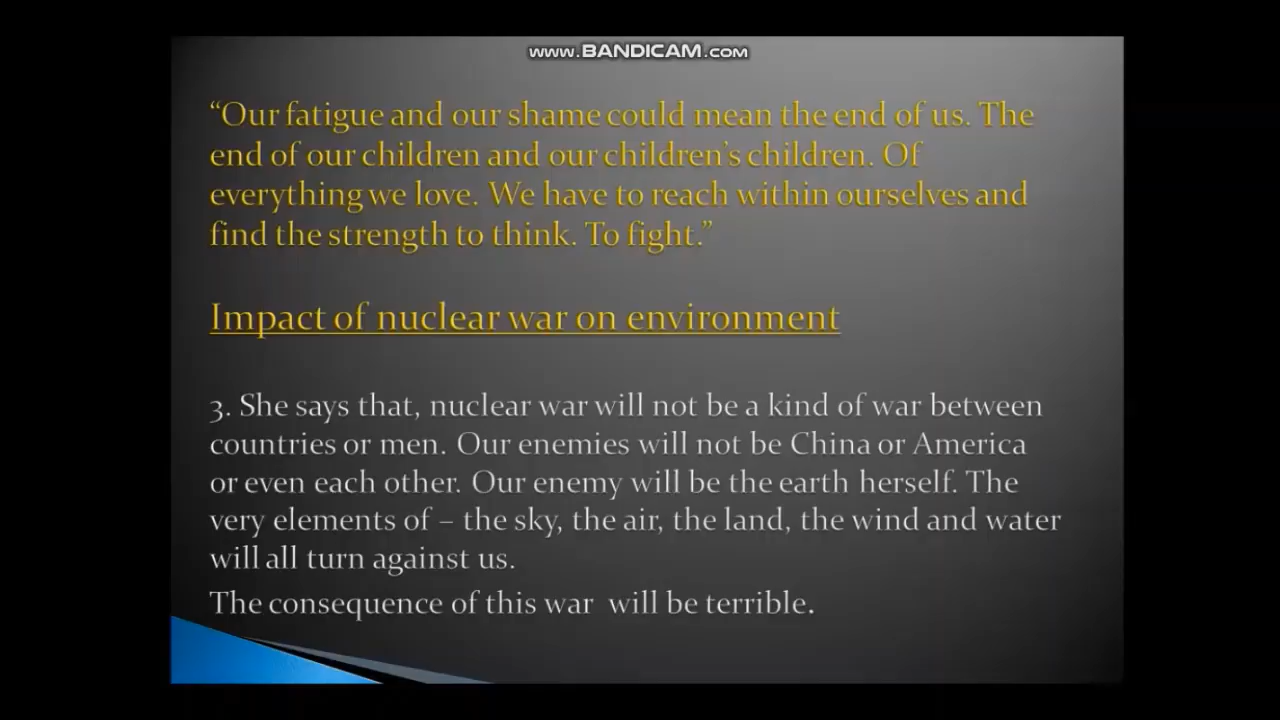 www.BANDICAM.com
“Our fatigue and our shame could mean the end of us. The
end of our children and our children’s children. Of
everything we love. We have to reach within ourselves and
find the strength to think. To fight.”
Impact of nuclear war on environment
3. She says that, nuclear war will not be a kind of war between
countries or men. Our enemies will not be China or America
or even each other. Our enemy will be the earth herself. The
very elements of – the sky, the air, the land, the wind and water
will all turn against us.
The consequence of this war will be terrible.